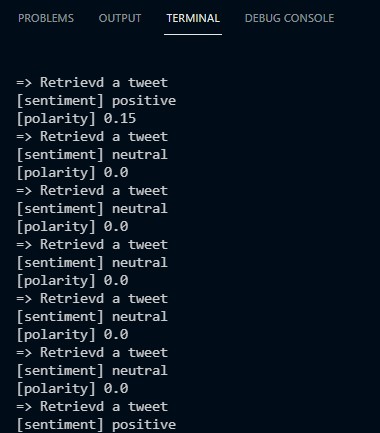 PROBLEMS OUTPUT TERMINAL DEBUG CONSOLE
=> Retrievd a tweet
[sentiment] positive
[polarity] 0.15
=> Retrievd a tweet
[sentiment] neutral
[polarity] 0.0
=> Retrievd a tweet
[sentiment] neutral
[polarity] 0.0
=> Retrievd a tweet
[sentiment] neutral
[polarity] 0.0
=> Retrievd a tweet
[sentiment] neutral
[polarity] 0.0
=> Retrievd a tweet
[sentiment] neutral
[polarity] 0.0
=> Retrievd a tweet
[sentiment] positive